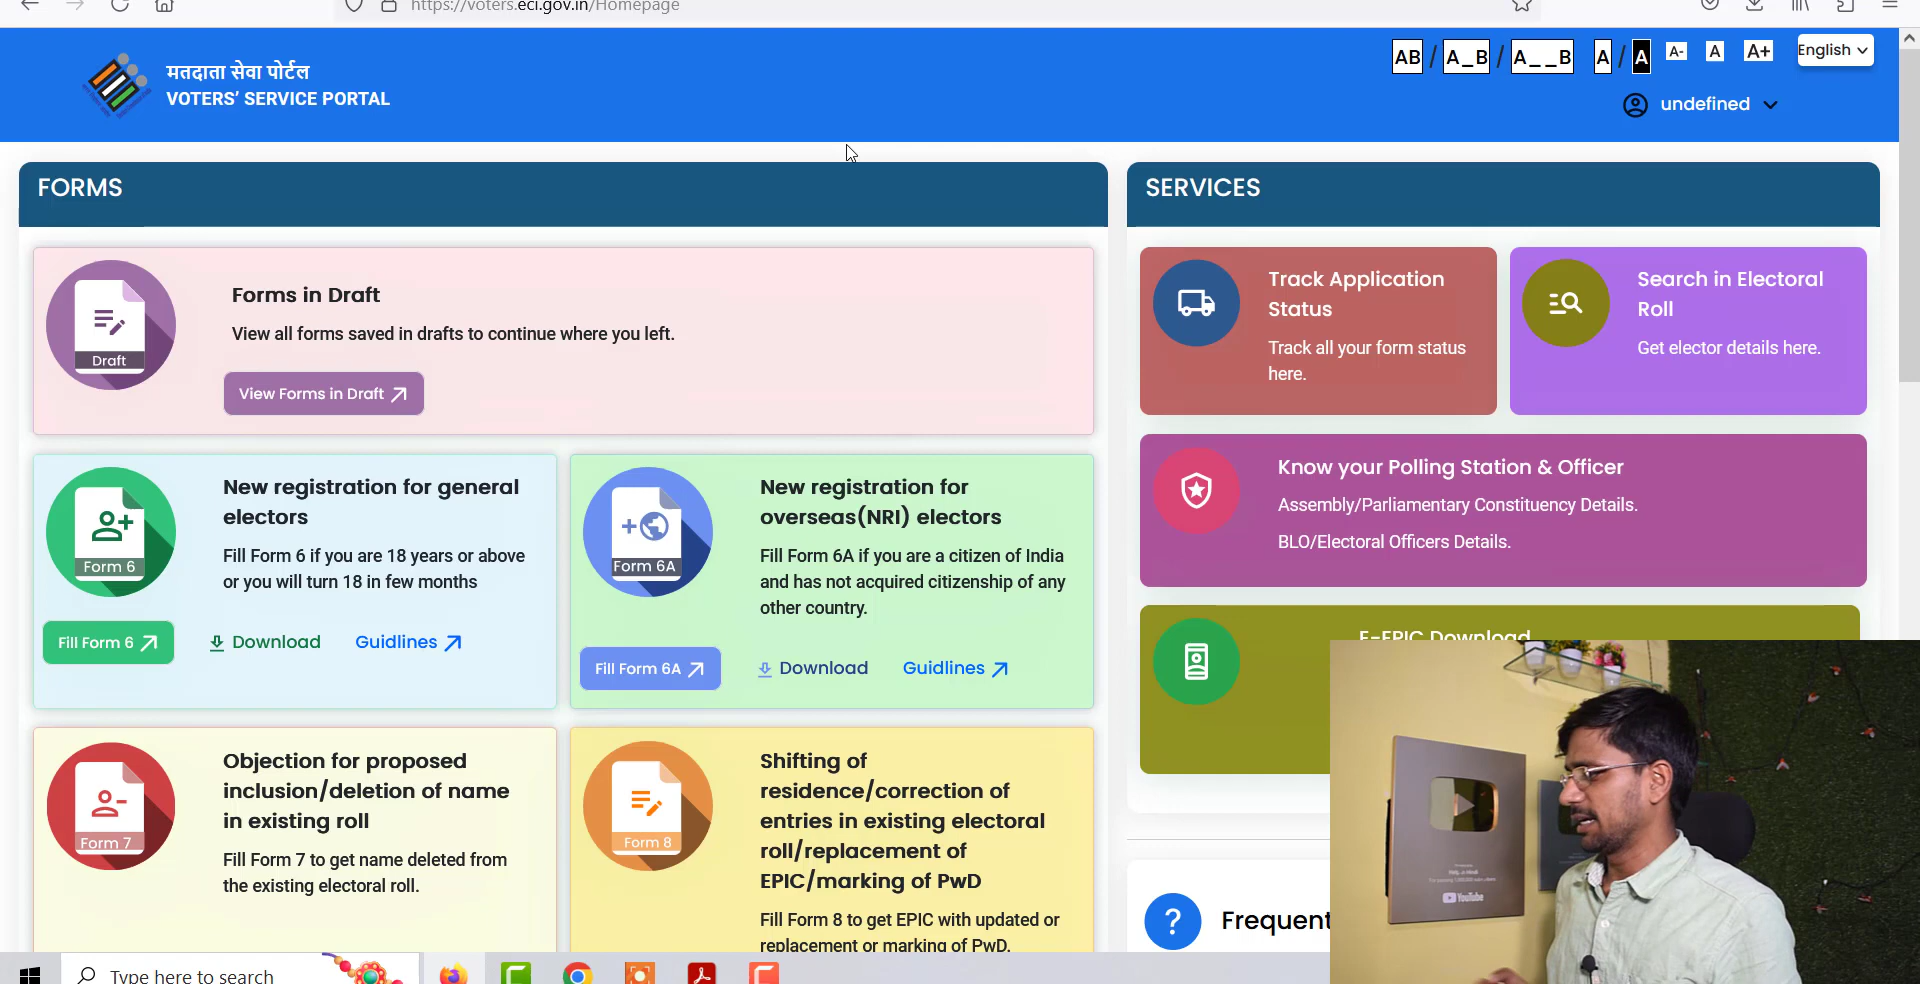 https://voters.eci.gov.in/Homepage
मतदाता सेवा पोर्टल
VOTERS' SERVICE PORTAL
AB / A_B / A__B A / A A- A A+ English
undefined
FORMS
Forms in Draft
View all forms saved in drafts to continue where you left.
Draft
View Forms in Draft
New registration for general
electors
Fill Form 6 if you are 18 years or above
or you will turn 18 in few months
Form 6
Fill Form 6 Download Guidlines
New registration for
overseas(NRI) electors
Fill Form 6A if you are a citizen of India
and has not acquired citizenship of any
other country.
Form 6A
Fill Form 6A Download Guidlines
Objection for proposed
inclusion/deletion of name
in existing roll
Fill Form 7 to get name deleted from
the existing electoral roll.
Form 7
Shifting of
residence/correction of
entries in existing electoral
roll/replacement of
EPIC/marking of PwD
Fill Form 8 to get EPIC with updated or
replacement or marking of PwD.
Form 8
SERVICES
Track Application
Status
Track all your form status
here.
Search in Electoral
Roll
Get elector details here.
Know your Polling Station & Officer
Assembly/Parliamentary Constituency Details.
BLO/Electoral Officers Details.
E-EPIC Download
? Frequent
YouTube
Type here to search